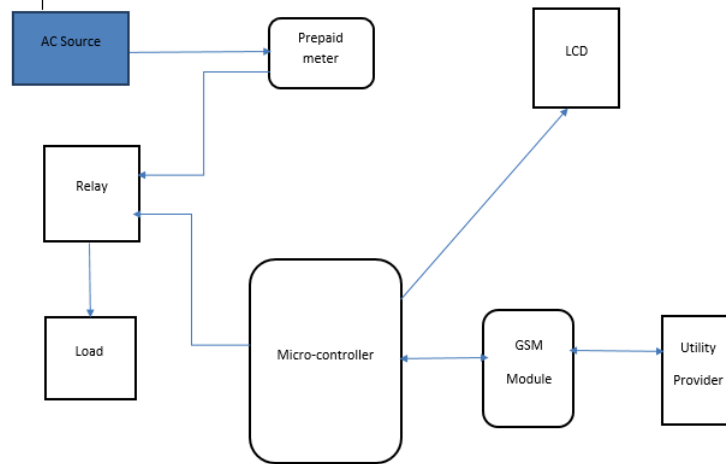 AC Source
Prepaid
meter
LCD
Relay
Load
Micro-controller
GSM
Module
Utility
Provider